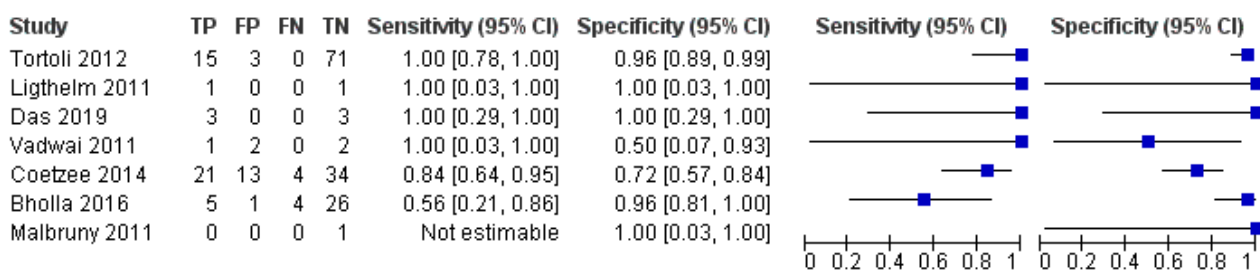 Study TP FP FN TN Sensitivity (95% CI) Specificity (95% CI) Sensitivity (95% CI) Specificity (95% CI)
Tortoli 2012 15 3 0 71 1.00 [0.78, 1.00] 0.96 [0.89, 0.99]
Ligthelm 2011 1 0 0 1 1.00 [0.03, 1.00] 1.00 [0.03, 1.00]
Das 2019 3 0 0 3 1.00 [0.29, 1.00] 1.00 [0.29, 1.00]
Vadwai 2011 1 2 0 2 1.00 [0.03, 1.00] 0.50 [0.07, 0.93]
Coetzee 2014 21 13 4 34 0.84 [0.64, 0.95] 0.72 [0.57, 0.84]
Bholla 2016 5 1 4 26 0.56 [0.21, 0.86] 0.96 [0.81, 1.00]
Malbruny 2011 0 0 0 1 Not estimable 1.00 [0.03, 1.00]
0 0.2 0.4 0.6 0.8 1 0 0.2 0.4 0.6 0.8 1